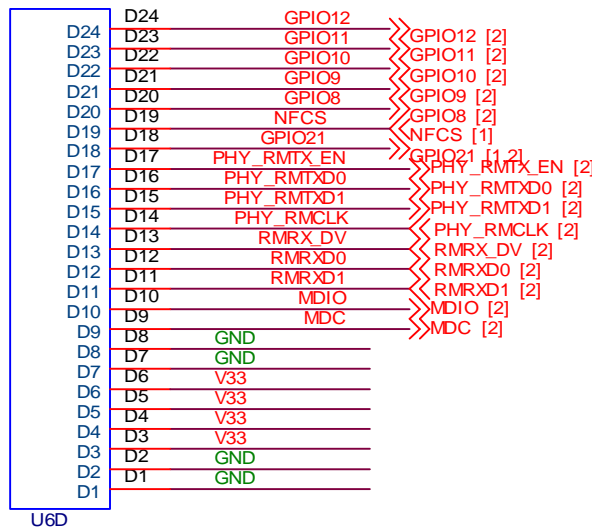 D24 D24 GPIO12 GPIO12 [2]
D23 D23 GPIO11 GPIO11 [2]
D22 D22 GPIO10 GPIO10 [2]
D21 D21 GPIO9 GPIO9 [2]
D20 D20 GPIO8 GPIO8 [2]
D19 D19 NFCS NFCS [1]
D18 D18 GPIO21 GPIO21 [1,2]
D17 D17 PHY_RMTX_EN PHY_RMTX_EN [2]
D16 D16 PHY_RMTXD0 PHY_RMTXD0 [2]
D15 D15 PHY_RMTXD1 PHY_RMTXD1 [2]
D14 D14 PHY_RMCLK PHY_RMCLK [2]
D13 D13 RMRX_DV RMRX_DV [2]
D12 D12 RMRXD0 RMRXD0 [2]
D11 D11 RMRXD1 RMRXD1 [2]
D10 D10 MDIO MDIO [2]
D9 D9 MDC MDC [2]
D8 D8 GND
D7 D7 GND
D6 D6 V33
D5 D5 V33
D4 D4 V33
D3 D3 V33
D2 D2 GND
D1 D1 GND
U6D